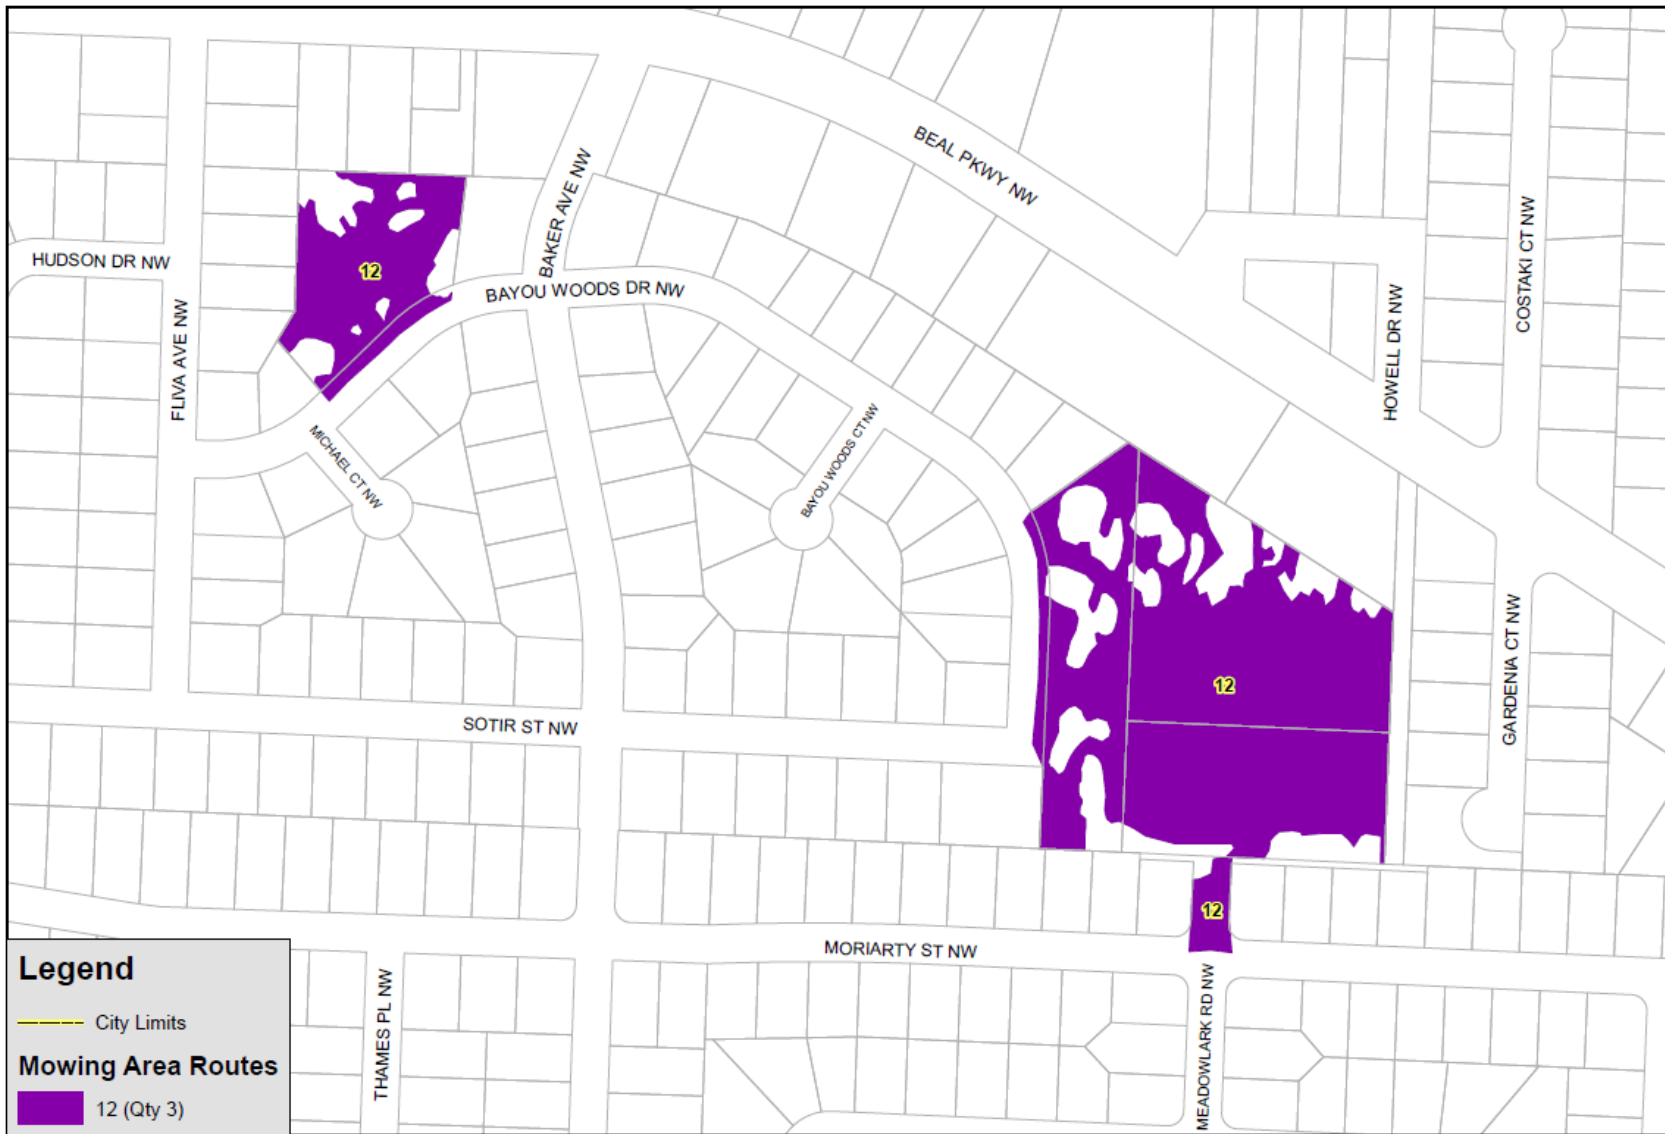 BEAL PKWY NW
BAKER AVE NW
COSTAKI CT NW
HUDSON DR NW
12
BAYOU WOODS DR NW
FLIVA AVE NW
HOWELL DR NW
MICHAEL CT NW
BAYOU WOODS CT NW
GARDENIA CT NW
12
SOTIR ST NW
12
MORIARTY ST NW
THAMES PL NW
MEADOWLARK RD NW
Legend
City Limits
Mowing Area Routes
12 (Qty 3)